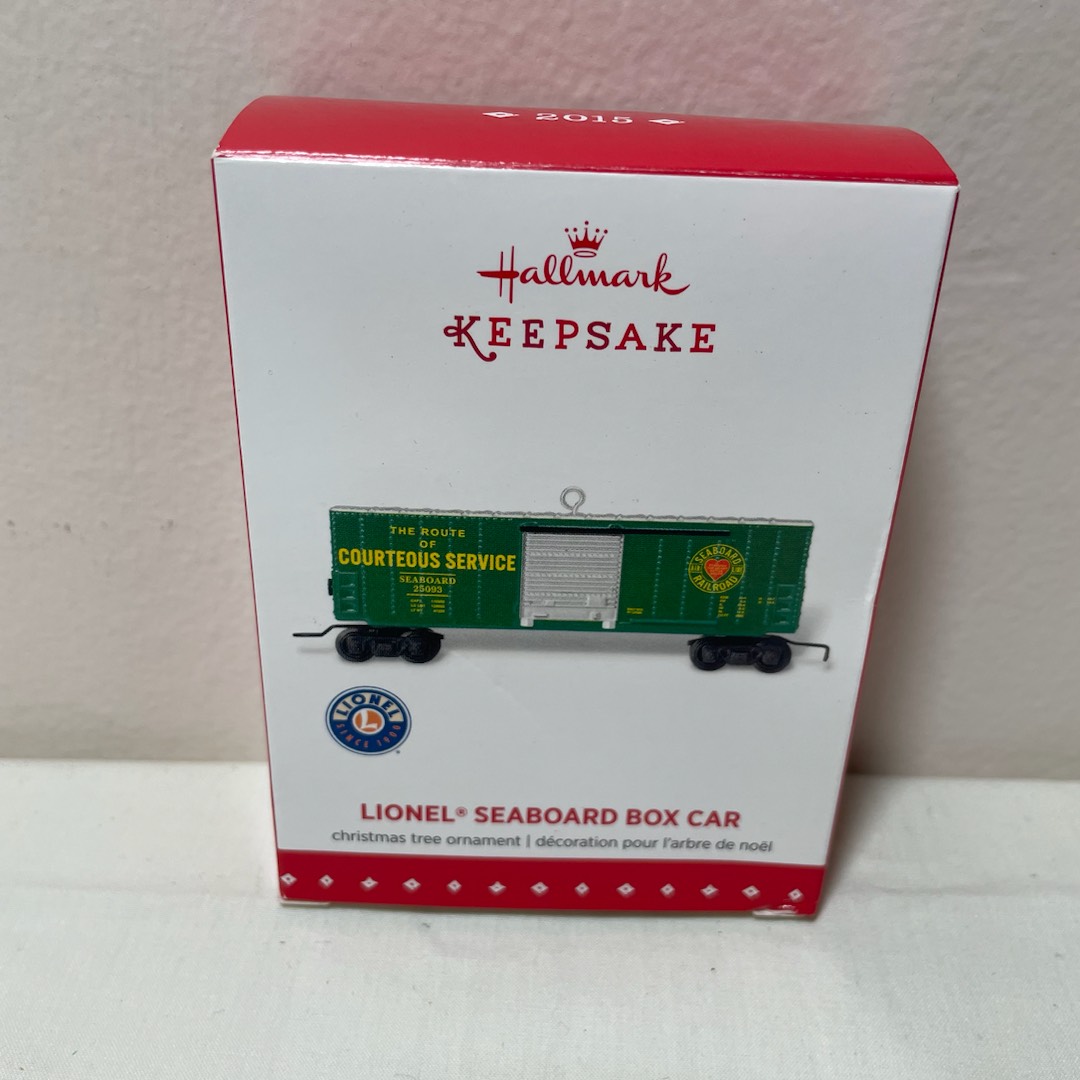 2015
Hallmark
KEEPSAKE
THE ROUTE
OF
COURTEOUS SERVICE
SEABOARD
25093
SEABOARD
RAILROAD
LIONEL
L
SINCE 1900
LIONEL® SEABOARD BOX CAR
christmas tree ornament | décoration pour l'arbre de noël